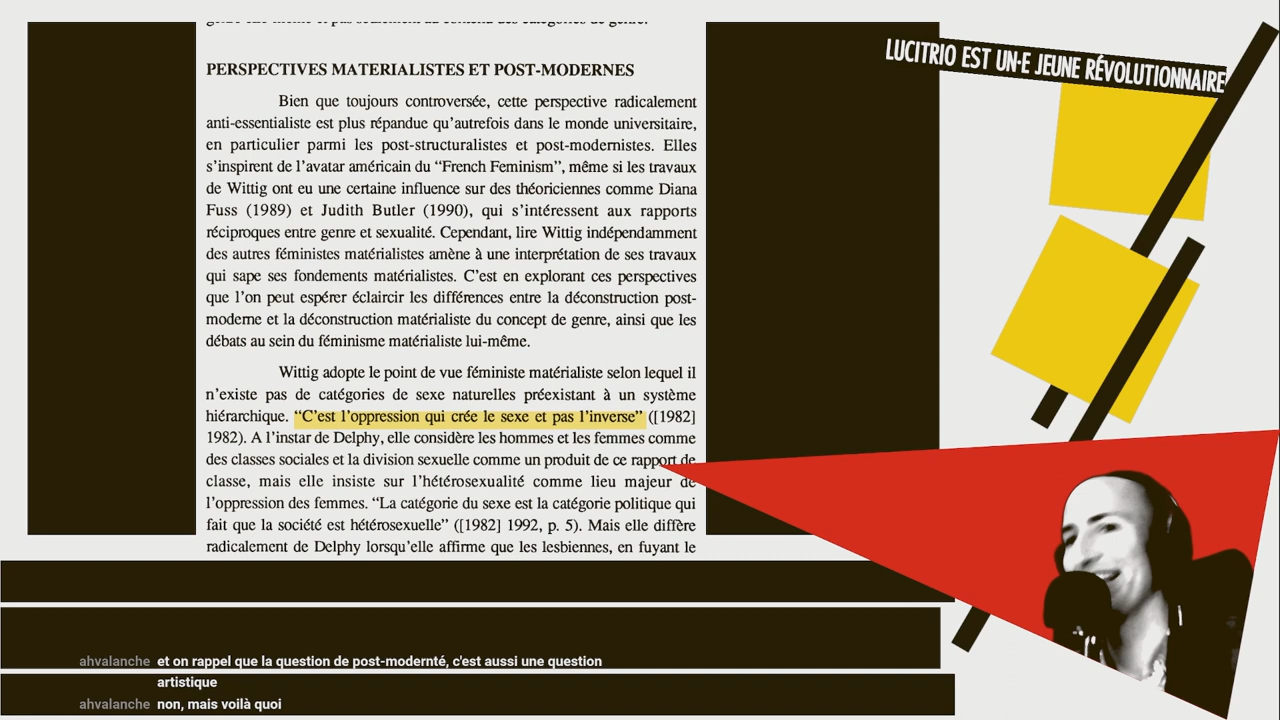 genre elle-même et pas seulement au contenu des catégories de genre.
PERSPECTIVES MATERIALISTES ET POST-MODERNES
Bien que toujours controversée, cette perspective radicalement
anti-essentialiste est plus répandue qu'autrefois dans le monde universitaire,
en particulier parmi les post-structuralistes et post-modernistes. Elles
s'inspirent de l'avatar américain du “French Feminism”, même si les travaux
de Wittig ont eu une certaine influence sur des théoriciennes comme Diana
Fuss (1989) et Judith Butler (1990), qui s'intéressent aux rapports
réciproques entre genre et sexualité. Cependant, lire Wittig indépendamment
des autres féministes matérialistes amène à une interprétation de ses travaux
qui sape ses fondements matérialistes. C'est en explorant ces perspectives
que l'on peut espérer éclaircir les différences entre la déconstruction post-
moderne et la déconstruction matérialiste du concept de genre, ainsi que les
débats au sein du féminisme matérialiste lui-même.
Wittig adopte le point de vue féministe matérialiste selon lequel il
n'existe pas de catégories de sexe naturelles préexistant à un système
hiérarchique. “C'est l'oppression qui crée le sexe et pas l'inverse” ([1982]
1982). A l'instar de Delphy, elle considère les hommes et les femmes comme
des classes sociales et la division sexuelle comme un produit de ce rapport de
classe, mais elle insiste sur l'hétérosexualité comme lieu majeur de
l'oppression des femmes. “La catégorie du sexe est la catégorie politique qui
fait que la société est hétérosexuelle” ([1982] 1992, p. 5). Mais elle diffère
radicalement de Delphy lorsqu'elle affirme que les lesbiennes, en fuyant le
LUCITRIO EST UN·E JEUNE RÉVOLUTIONNAIRE
ahvalanche et on rappel que la question de post-modernté, c'est aussi une question
artistique
ahvalanche non, mais voilà quoi